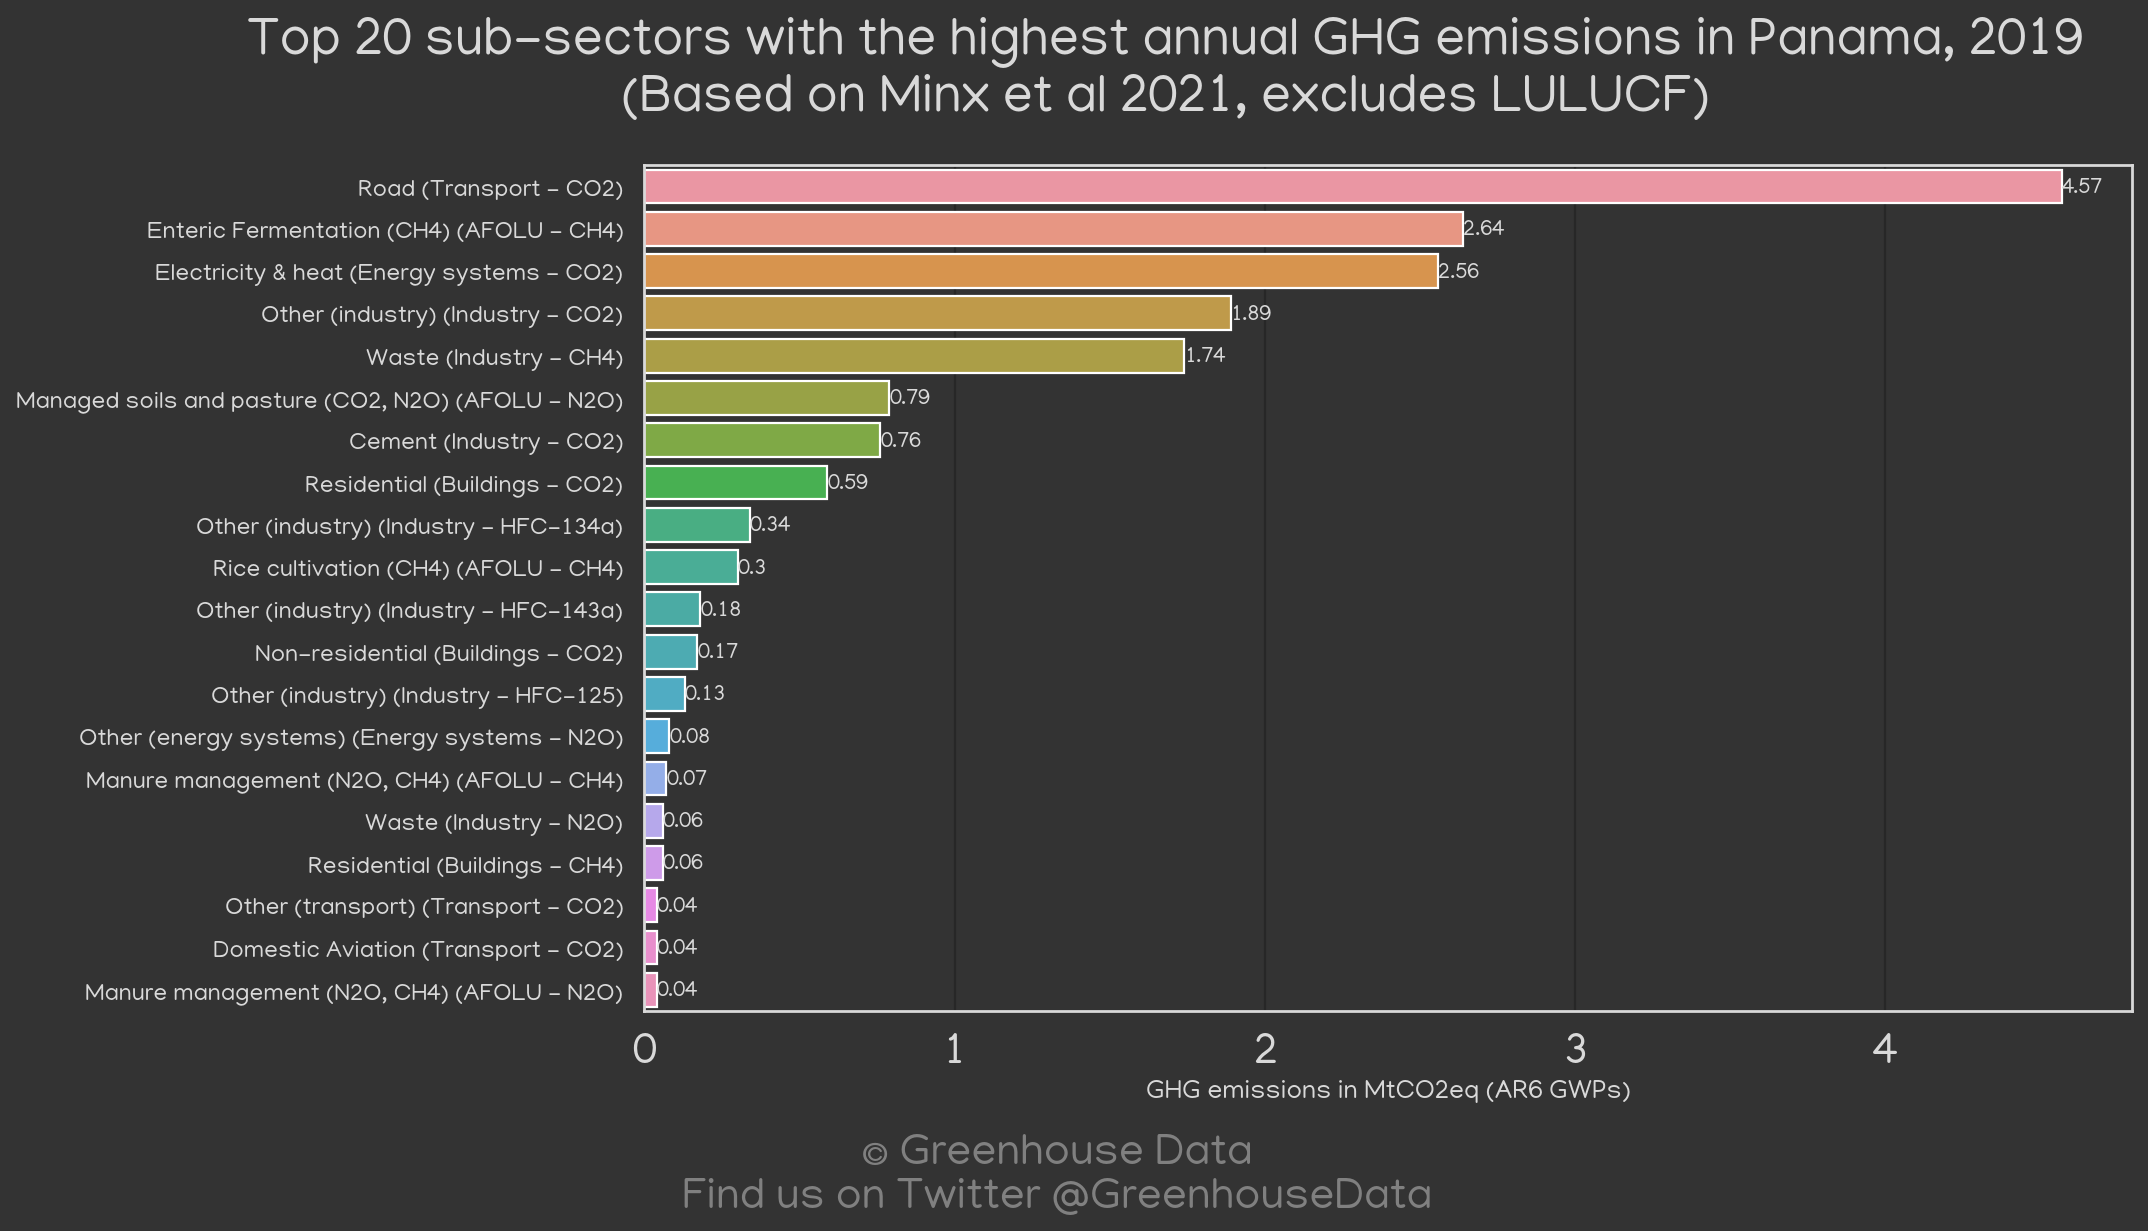 Top 20 sub-sectors with the highest annual GHG emissions in Panama, 2019
(Based on Minx et al 2021, excludes LULUCF)
Road (Transport - CO2) 4.57
Enteric Fermentation (CH4) (AFOLU - CH4) 2.64
Electricity & heat (Energy systems - CO2) 2.56
Other (industry) (Industry - CO2) 1.89
Waste (Industry - CH4) 1.74
Managed soils and pasture (CO2, N2O) (AFOLU - N2O) 0.79
Cement (Industry - CO2) 0.76
Residential (Buildings - CO2) 0.59
Other (industry) (Industry - HFC-134a) 0.34
Rice cultivation (CH4) (AFOLU - CH4) 0.3
Other (industry) (Industry - HFC-143a) 0.18
Non-residential (Buildings - CO2) 0.17
Other (industry) (Industry - HFC-125) 0.13
Other (energy systems) (Energy systems - N2O) 0.08
Manure management (N2O, CH4) (AFOLU - CH4) 0.07
Waste (Industry - N2O) 0.06
Residential (Buildings - CH4) 0.06
Other (transport) (Transport - CO2) 0.04
Domestic Aviation (Transport - CO2) 0.04
Manure management (N2O, CH4) (AFOLU - N2O) 0.04
0 1 2 3 4
GHG emissions in MtCO2eq (AR6 GWPs)
© Greenhouse Data
Find us on Twitter @GreenhouseData